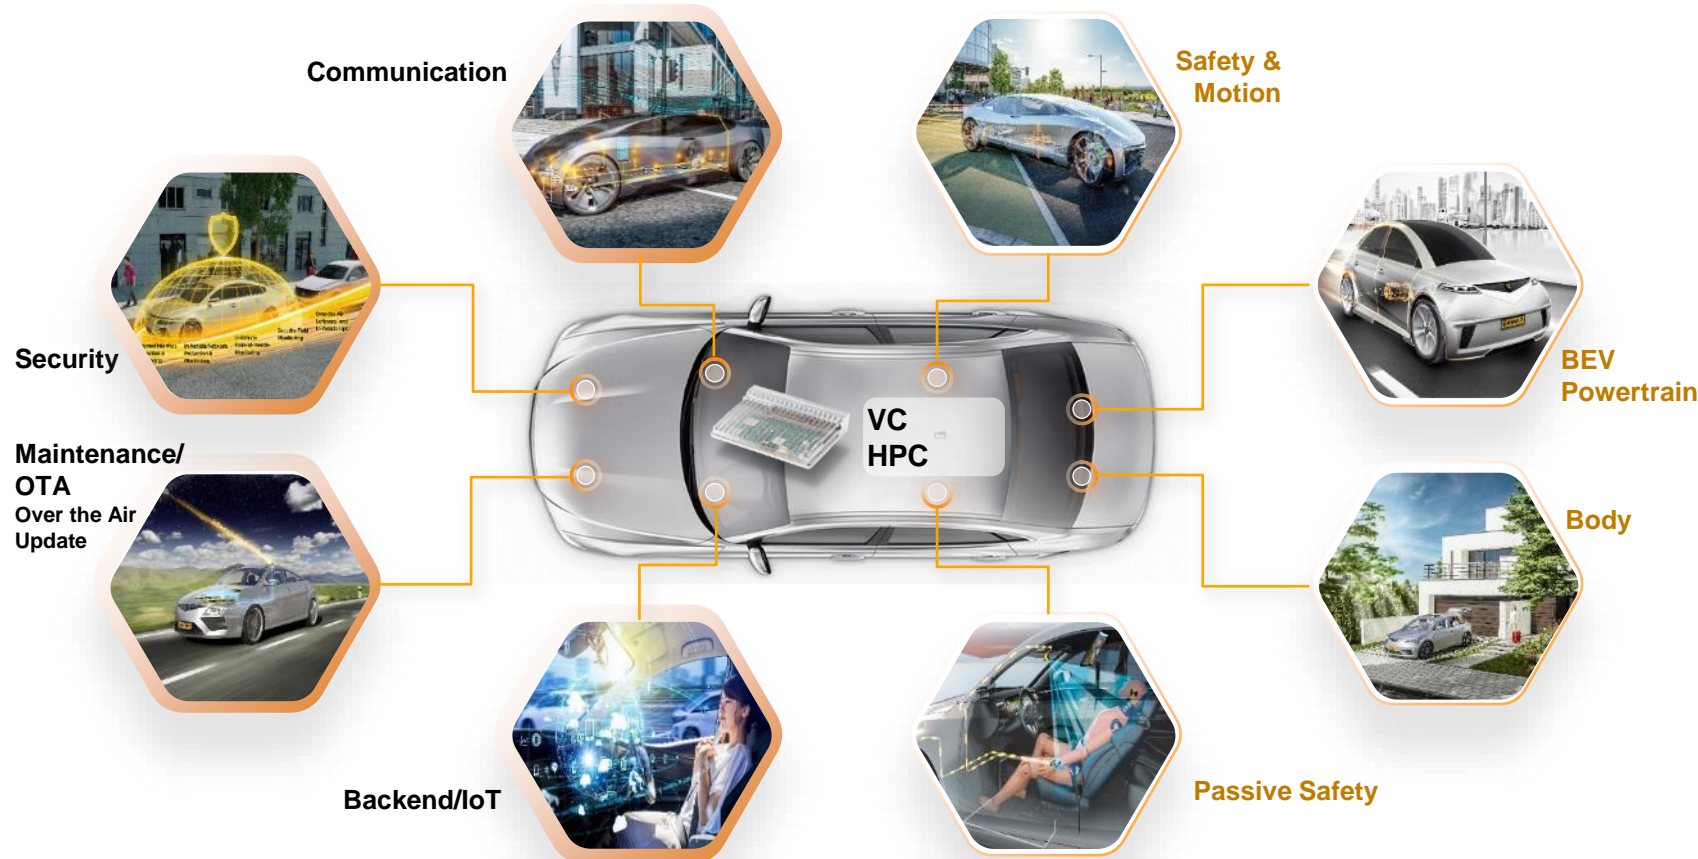 Communication
Safety &
Motion
Security
BEV
Powertrain
VC
HPC
Maintenance/
OTA
Over the Air
Update
Body
Backend/IoT
Passive Safety